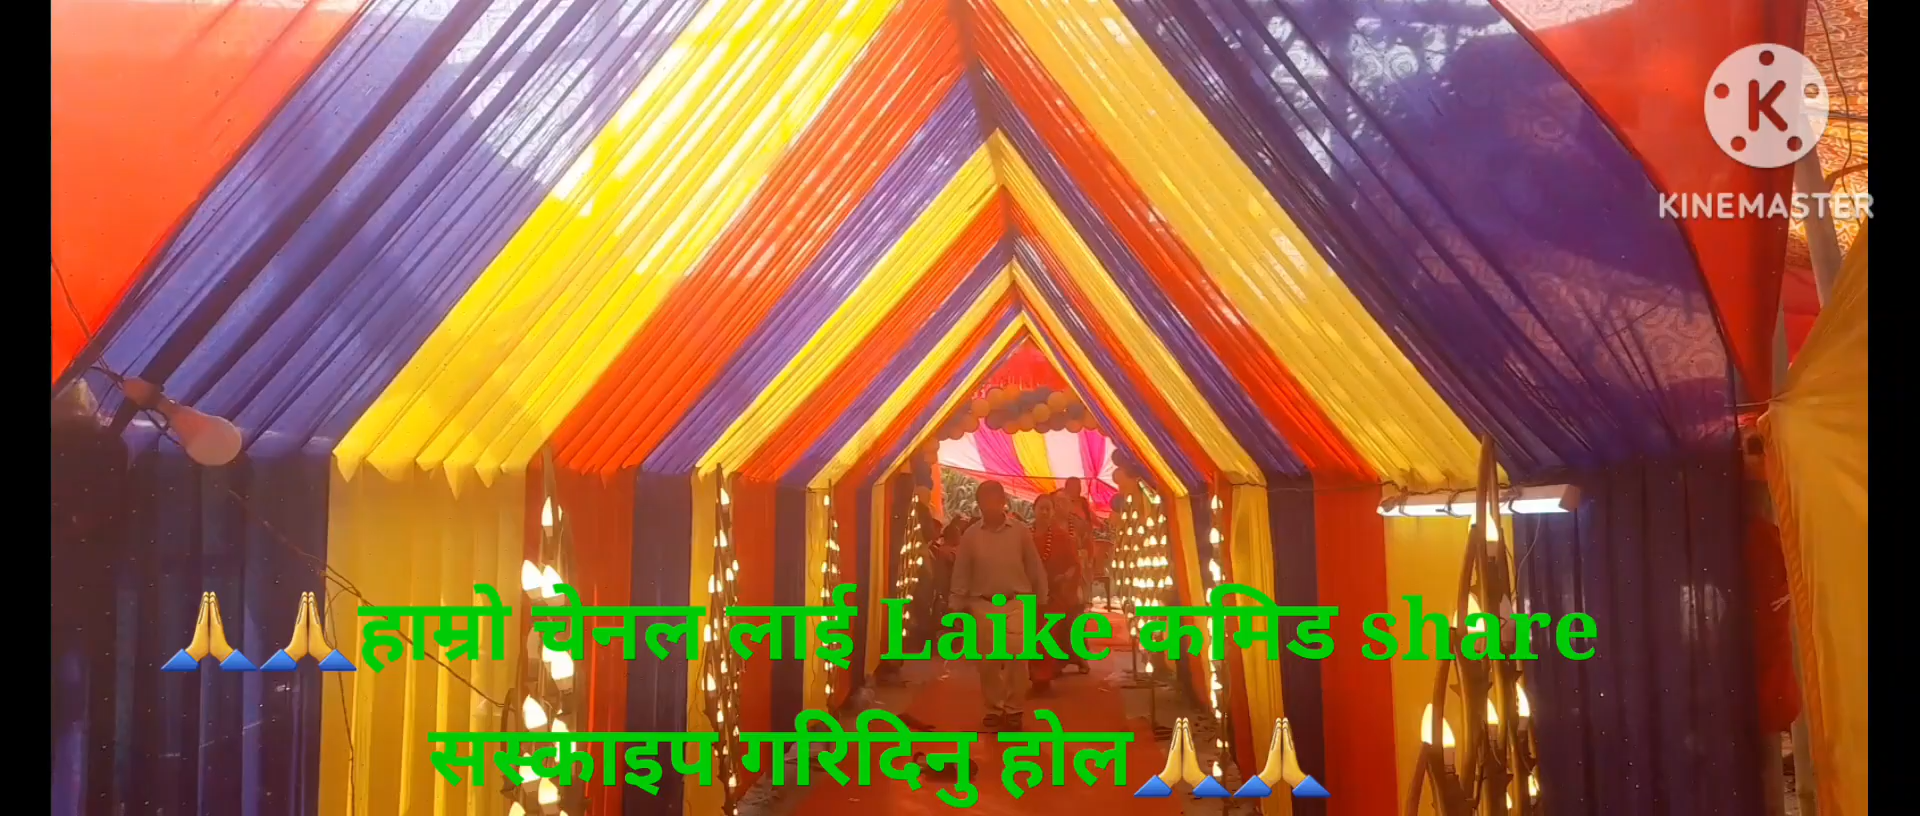 K
KINEMASTER
🙏🙏हाम्रो चेनल लाई Laike कमिड share
सस्काइप गरिदिनु होल🙏🙏